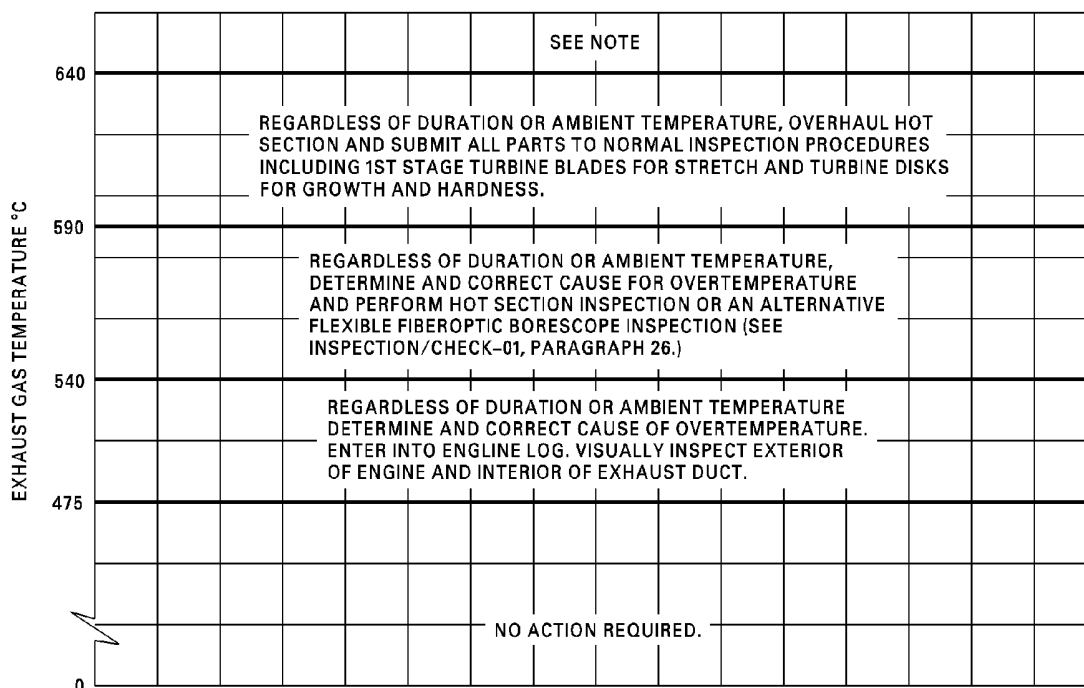 SEE NOTE
640
REGARDLESS OF DURATION OR AMBIENT TEMPERATURE, OVERHAUL HOT
SECTION AND SUBMIT ALL PARTS TO NORMAL INSPECTION PROCEDURES
INCLUDING 1ST STAGE TURBINE BLADES FOR STRETCH AND TURBINE DISKS
FOR GROWTH AND HARDNESS.
590
EXHAUST GAS TEMPERATURE °C
REGARDLESS OF DURATION OR AMBIENT TEMPERATURE,
DETERMINE AND CORRECT CAUSE FOR OVERTEMPERATURE
AND PERFORM HOT SECTION INSPECTION OR AN ALTERNATIVE
FLEXIBLE FIBEROPTIC BORESCOPE INSPECTION (SEE
INSPECTION/CHECK–01, PARAGRAPH 26.)
540
REGARDLESS OF DURATION OR AMBIENT TEMPERATURE
DETERMINE AND CORRECT CAUSE OF OVERTEMPERATURE.
ENTER INTO ENGLINE LOG. VISUALLY INSPECT EXTERIOR
OF ENGINE AND INTERIOR OF EXHAUST DUCT.
475
NO ACTION REQUIRED.
0